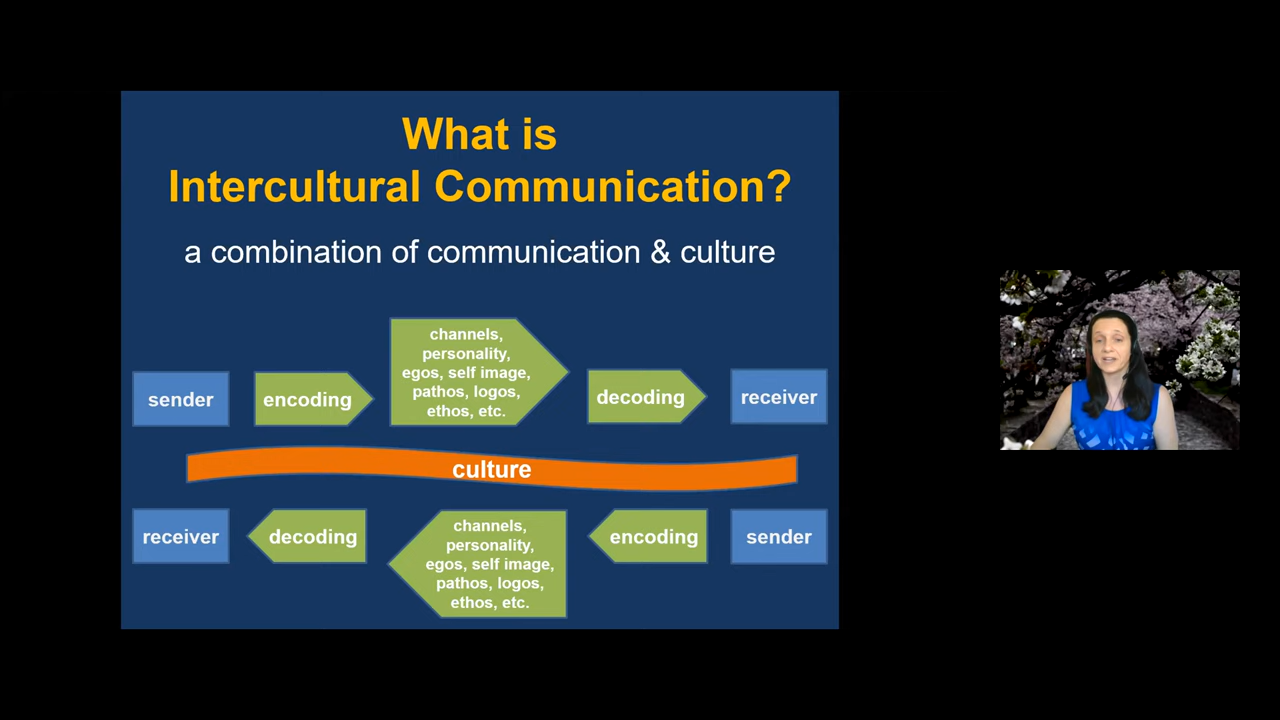 What is
Intercultural Communication?
a combination of communication & culture
sender
encoding
channels,
personality,
egos, self image,
pathos, logos,
ethos, etc.
decoding
receiver
culture
receiver
decoding
channels,
personality,
egos, self image,
pathos, logos,
ethos, etc.
encoding
sender